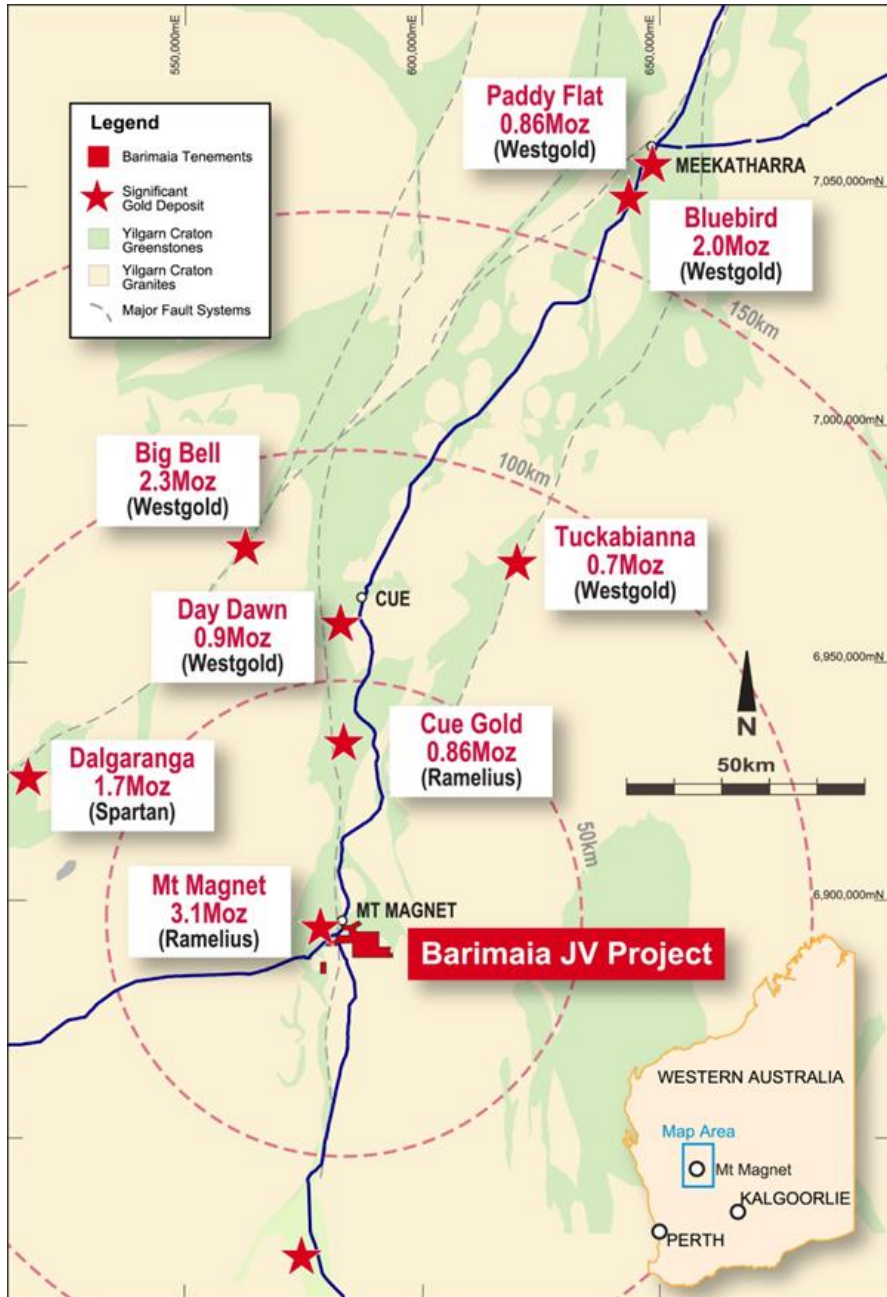 550,000mE
600,000mE
650,000mE
Legend
Barimaia Tenements
Significant
Gold Deposit
Yilgarn Craton
Greenstones
Yilgarn Craton
Granites
Major Fault Systems
Paddy Flat
0.86Moz
(Westgold)
MEEKATHARRA
7,050,000mN
Bluebird
2.0Moz
(Westgold)
150km
7,000,000mN
Big Bell
2.3Moz
(Westgold)
100km
Tuckabianna
0.7Moz
(Westgold)
CUE
Day Dawn
0.9Moz
(Westgold)
6,950,000mN
N
50km
Cue Gold
0.86Moz
(Ramelius)
Dalgaranga
1.7Moz
(Spartan)
50km
Mt Magnet
3.1Moz
(Ramelius)
MT MAGNET
6,900,000mN
Barimaia JV Project
WESTERN AUSTRALIA
Map Area
Mt Magnet
KALGOORLIE
PERTH